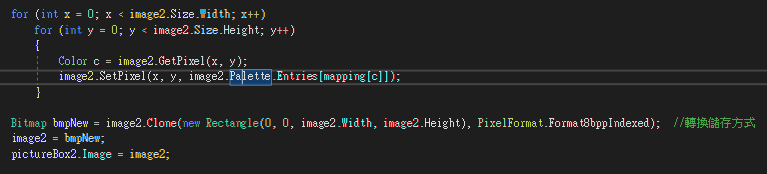 for (int x = 0; x < image2.Size.Width; x++)
for (int y = 0; y < image2.Size.Height; y++)
{
Color c = image2.GetPixel(x, y);
image2.SetPixel(x, y, image2.Palette.Entries[mapping[c]]);
}
Bitmap bmpNew = image2.Clone(new Rectangle(0, 0, image2.Width, image2.Height), PixelFormat.Format8bppIndexed);  //轉換儲存方式
image2 = bmpNew;
pictureBox2.Image = image2;